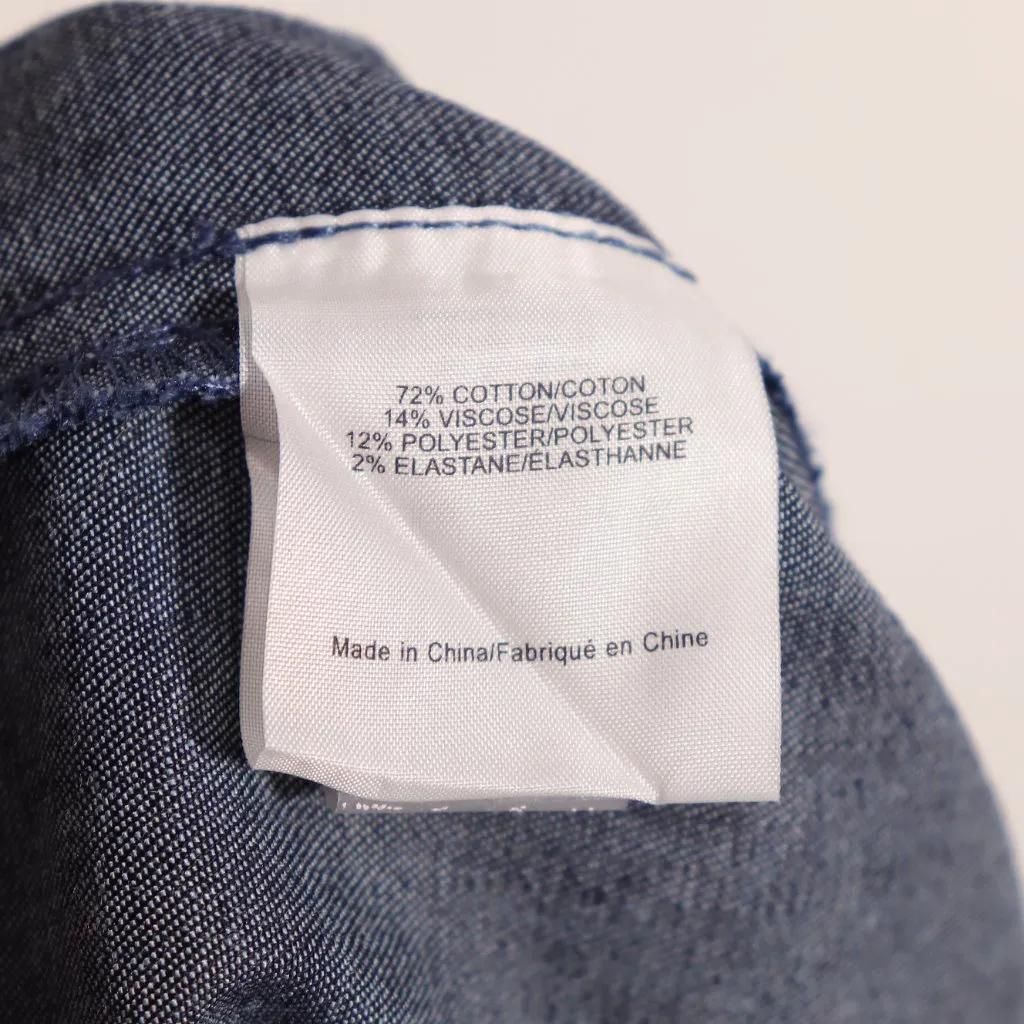 72% COTTON/COTON
14% VISCOSE/VISCOSE
12% POLYESTER/POLYESTER
2% ELASTANE/ÉLASTHANNE
Made in China/Fabriqué en Chine